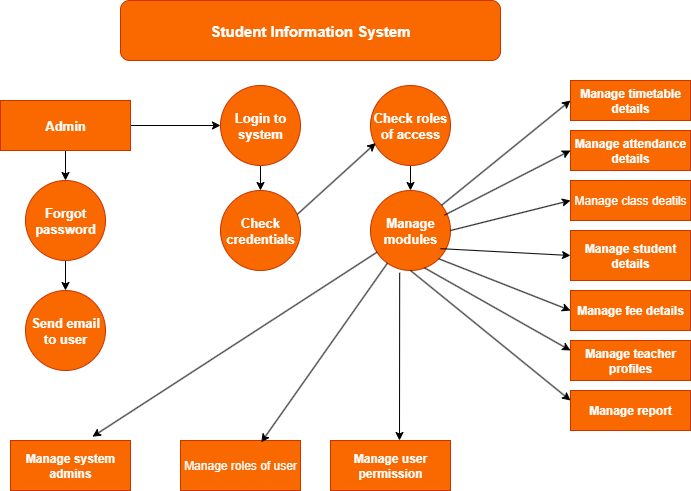 Student Information System
Admin
Login to
system
Check roles
of access
Manage timetable
details
Manage attendance
details
Manage class deatils
Forgot
password
Check
credentials
Manage
modules
Manage student
details
Send email
to user
Manage fee details
Manage teacher
profiles
Manage report
Manage system
admins
Manage roles of user
Manage user
permission